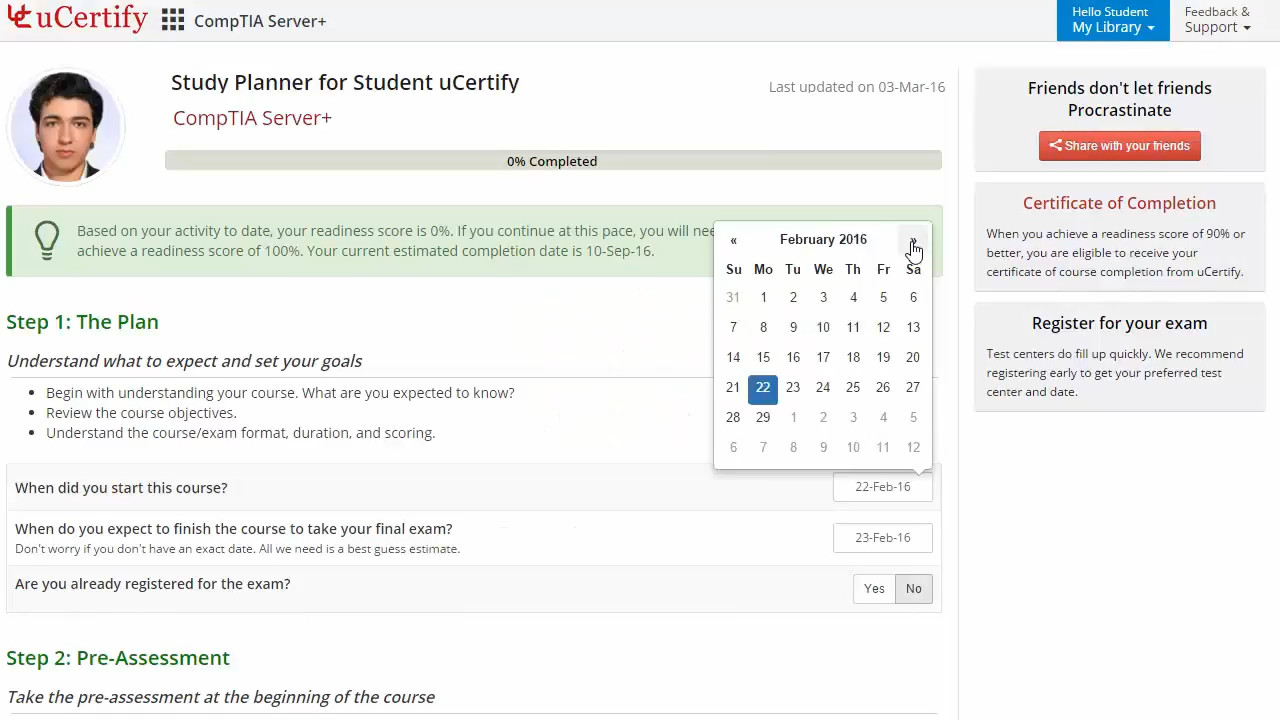 uCertify CompTIA Server+
Hello Student
My Library
Feedback &
Support
Study Planner for Student uCertify
Last updated on 03-Mar-16
CompTIA Server+
0% Completed
Based on your activity to date, your readiness score is 0%. If you continue at this pace, you will nee
achieve a readiness score of 100%. Your current estimated completion date is 10-Sep-16.
« February 2016 »
Su Mo Tu We Th Fr Sa
31 1 2 3 4 5 6
7 8 9 10 11 12 13
14 15 16 17 18 19 20
21 22 23 24 25 26 27
28 29 1 2 3 4 5
6 7 8 9 10 11 12
Step 1: The Plan
Understand what to expect and set your goals
• Begin with understanding your course. What are you expected to know?
• Review the course objectives.
• Understand the course/exam format, duration, and scoring.
When did you start this course? 22-Feb-16
When do you expect to finish the course to take your final exam? 23-Feb-16
Don't worry if you don't have an exact date. All we need is a best guess estimate.
Are you already registered for the exam? Yes No
Step 2: Pre-Assessment
Take the pre-assessment at the beginning of the course
Friends don't let friends
Procrastinate
Share with your friends
Certificate of Completion
When you achieve a readiness score of 90% or
better, you are eligible to receive your
certificate of course completion from uCertify.
Register for your exam
Test centers do fill up quickly. We recommend
registering early to get your preferred test
center and date.